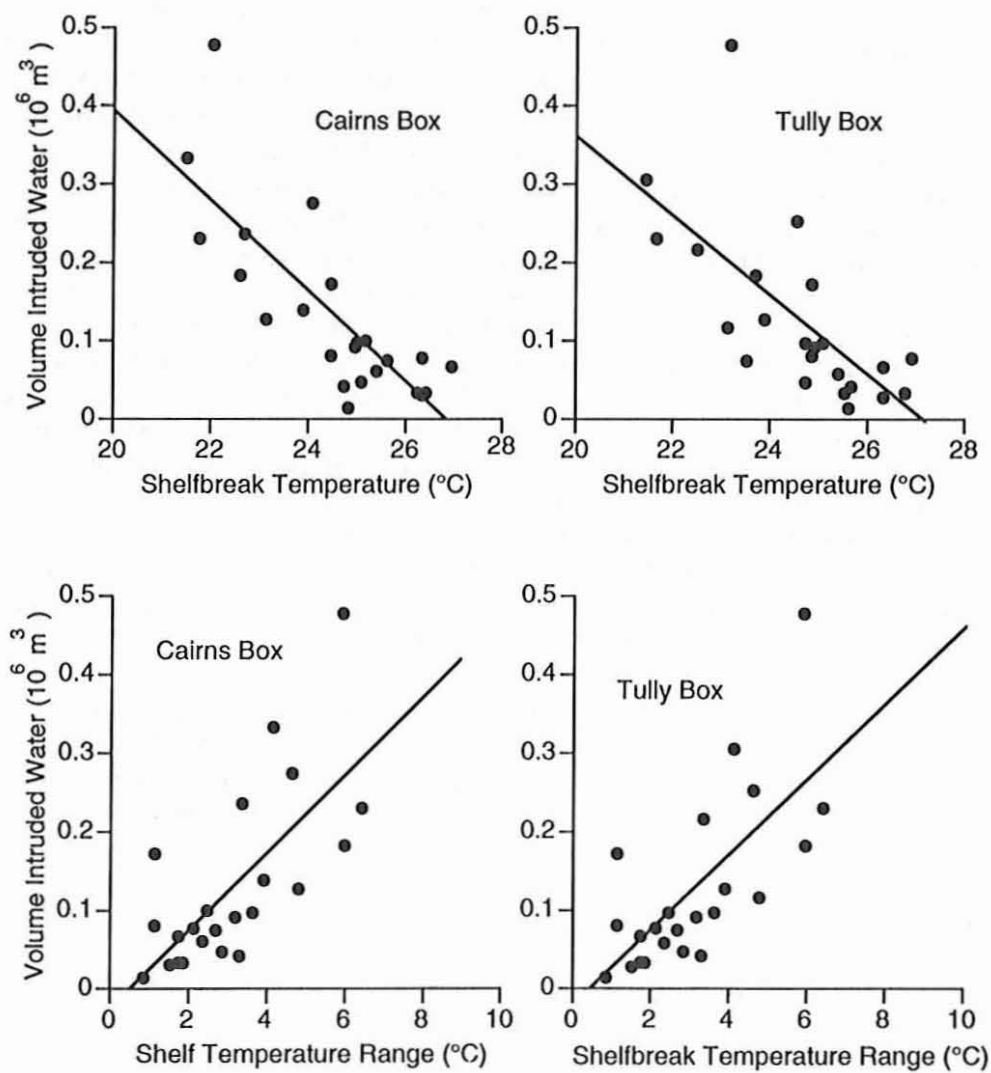 Volume Intruded Water (10⁶ m³)
0.5
0.4
0.3
0.2
0.1
0
Cairns Box
20 22 24 26 28
Shelfbreak Temperature (°C)
0.5
0.4
0.3
0.2
0.1
0
Tully Box
20 22 24 26 28
Shelfbreak Temperature (°C)
Volume Intruded Water (10⁶ m³)
0.5
0.4
0.3
0.2
0.1
0
Cairns Box
0 2 4 6 8 10
Shelf Temperature Range (°C)
0.5
0.4
0.3
0.2
0.1
0
Tully Box
0 2 4 6 8 10
Shelfbreak Temperature Range (°C)